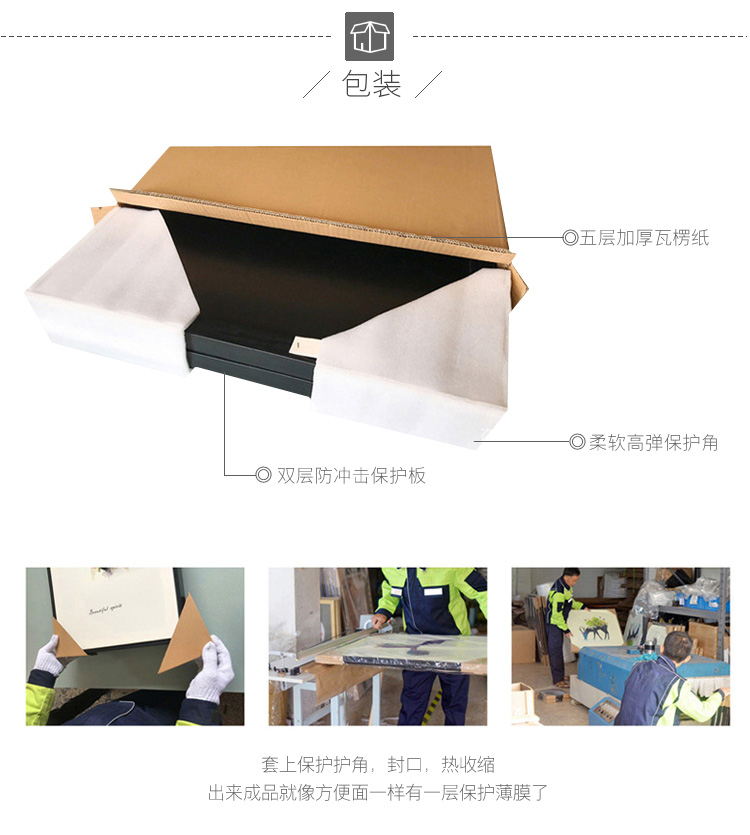 包装
五层加厚瓦楞纸
柔软高弹保护角
双层防冲击保护板
Beautiful spirit
套上保护护角，封口，热收缩
出来成品就像方便面一样有一层保护薄膜了